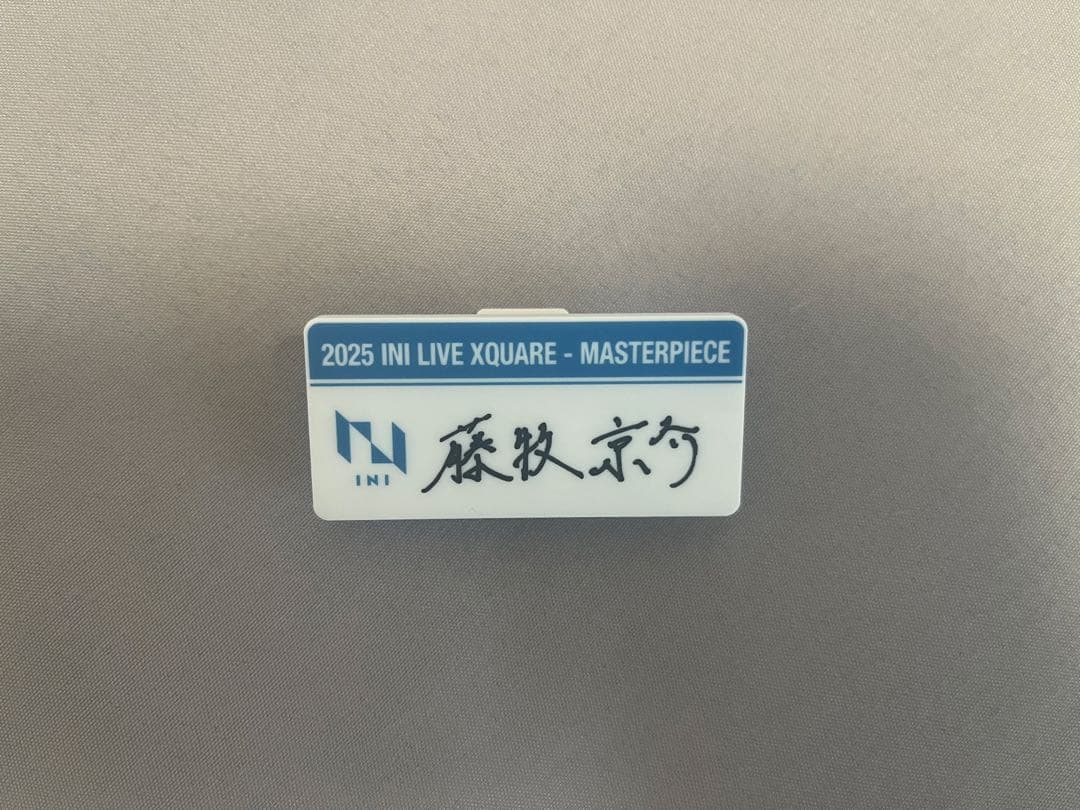 2025 INI LIVE XQUARE - MASTERPIECE
INI
藤牧 京介